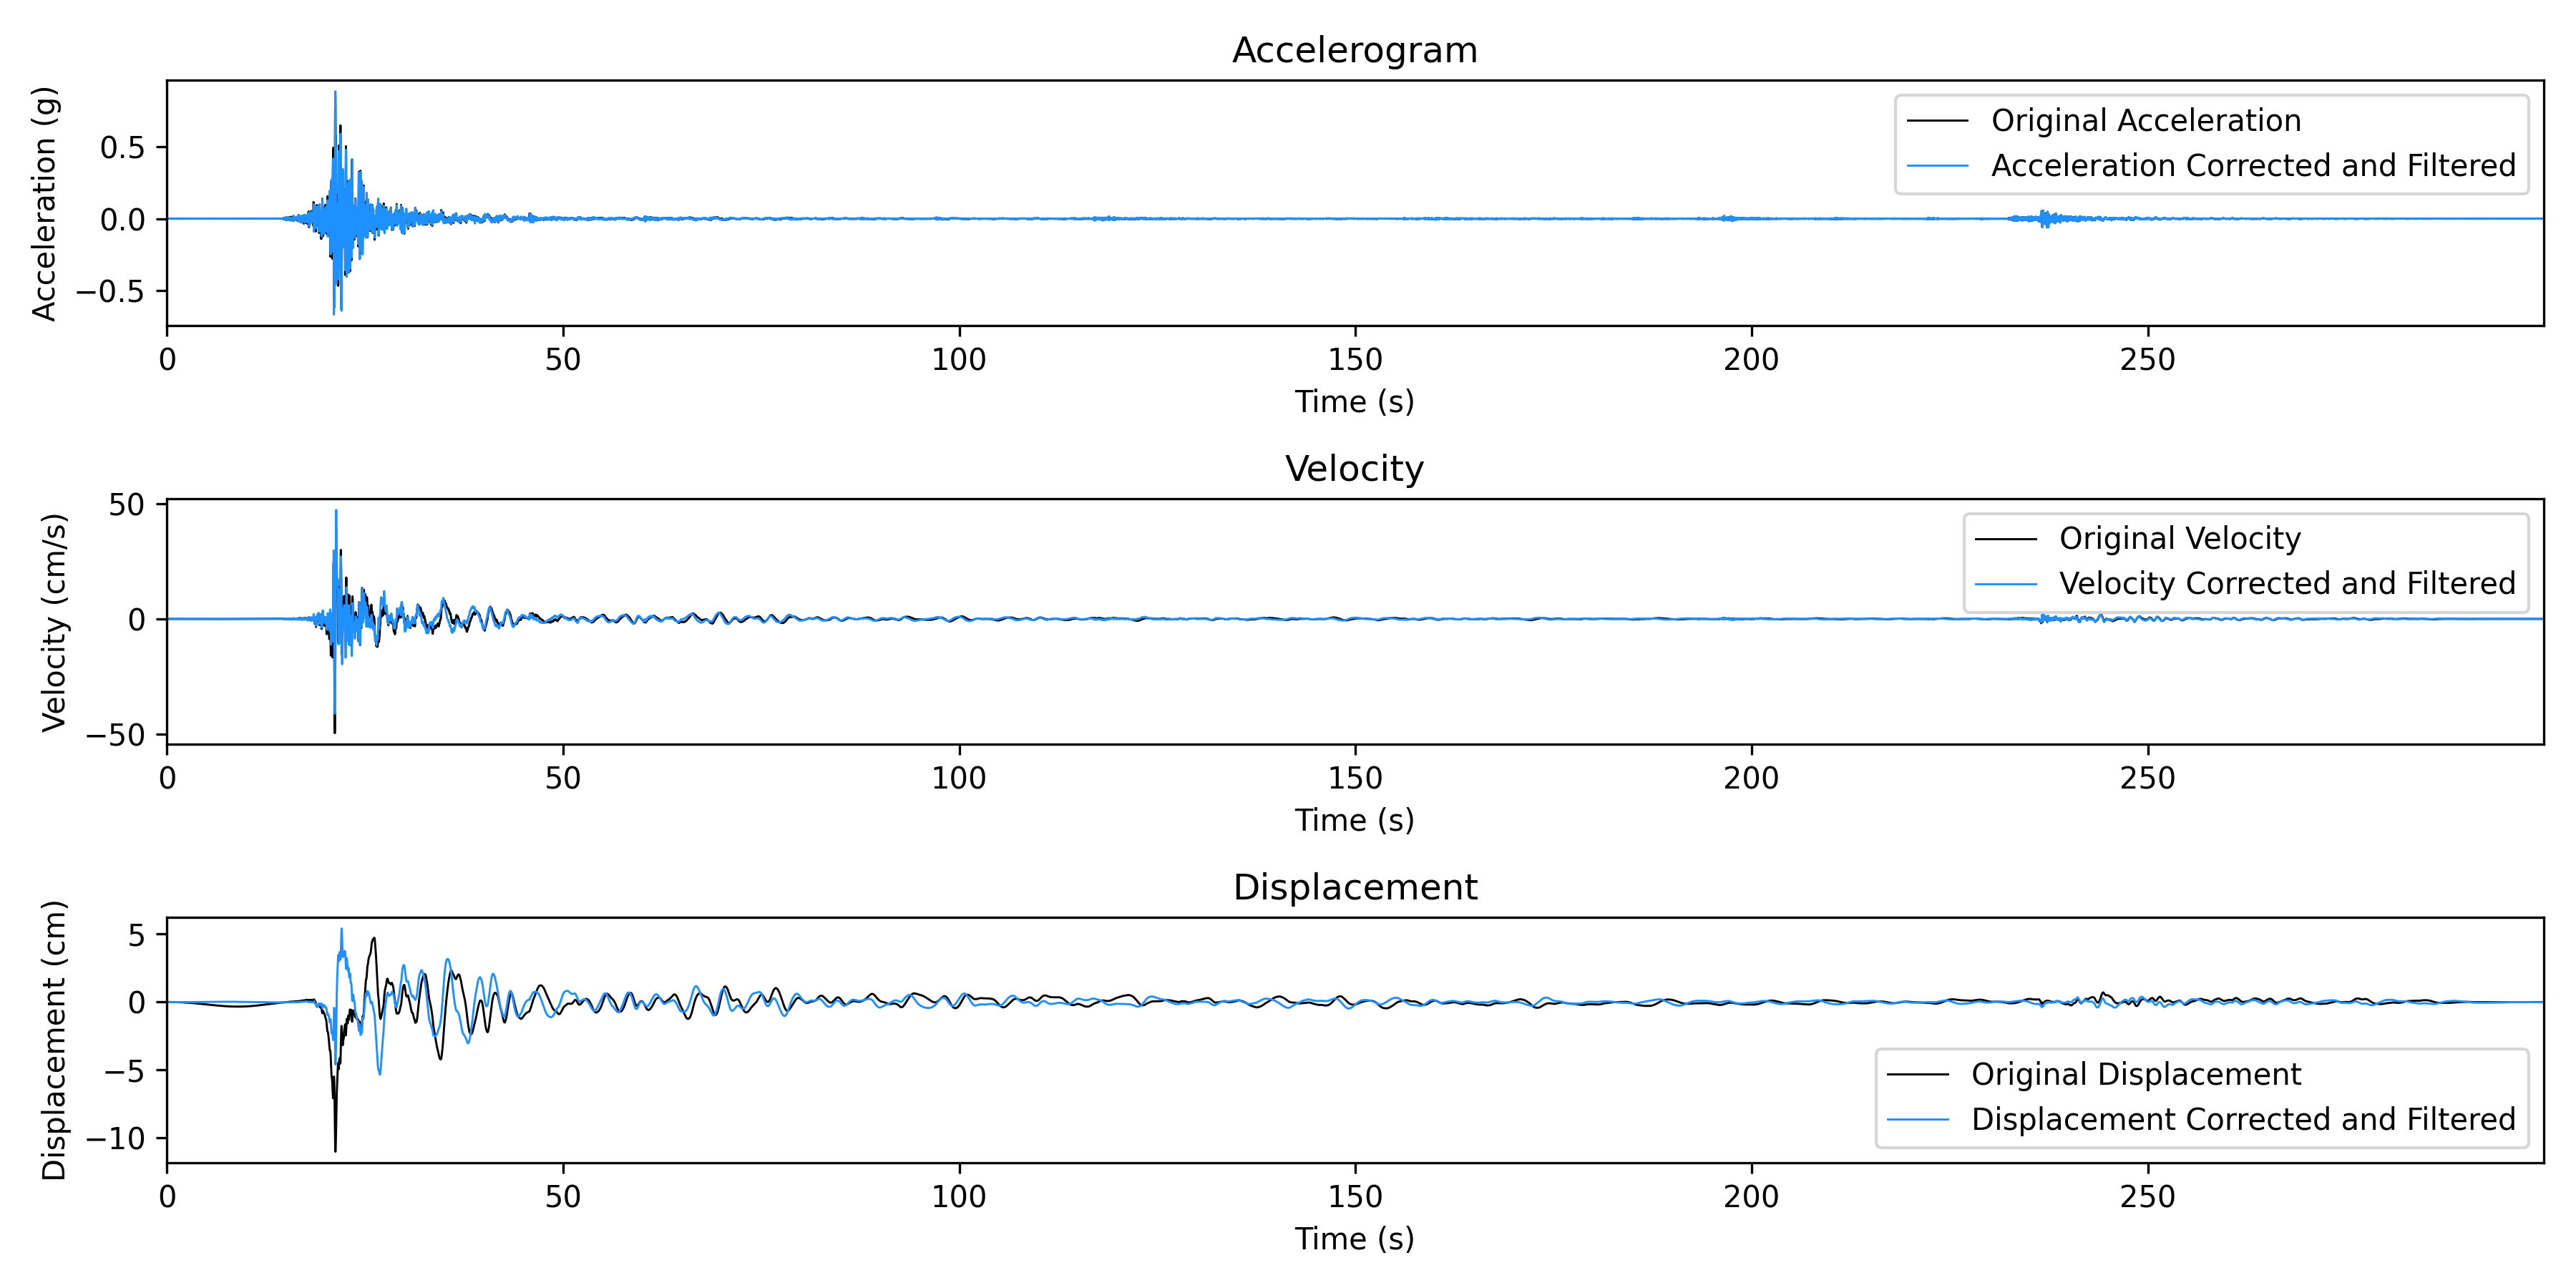 Accelerogram
Acceleration (g)
0.5
0.0
−0.5
Original Acceleration
Acceleration Corrected and Filtered
0 50 100 150 200 250
Time (s)
Velocity
Velocity (cm/s)
50
0
−50
Original Velocity
Velocity Corrected and Filtered
0 50 100 150 200 250
Time (s)
Displacement
Displacement (cm)
5
0
−5
−10
Original Displacement
Displacement Corrected and Filtered
0 50 100 150 200 250
Time (s)